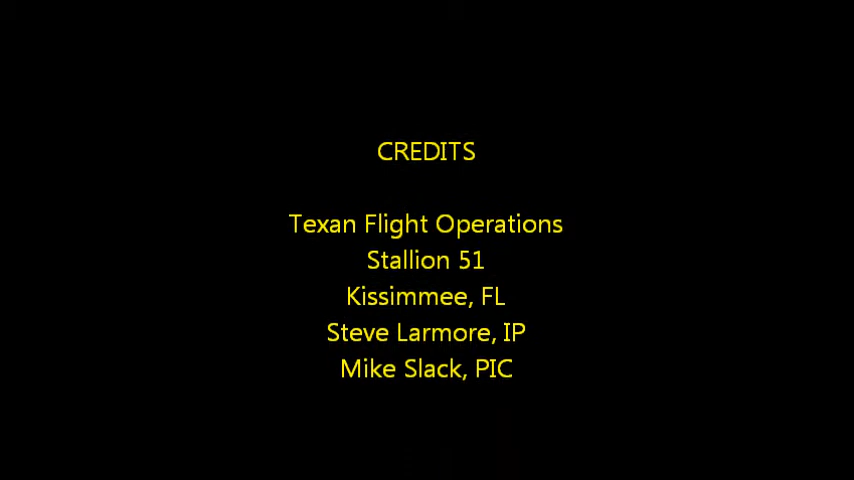 CREDITS
Texan Flight Operations
Stallion 51
Kissimmee, FL
Steve Larmore, IP
Mike Slack, PIC